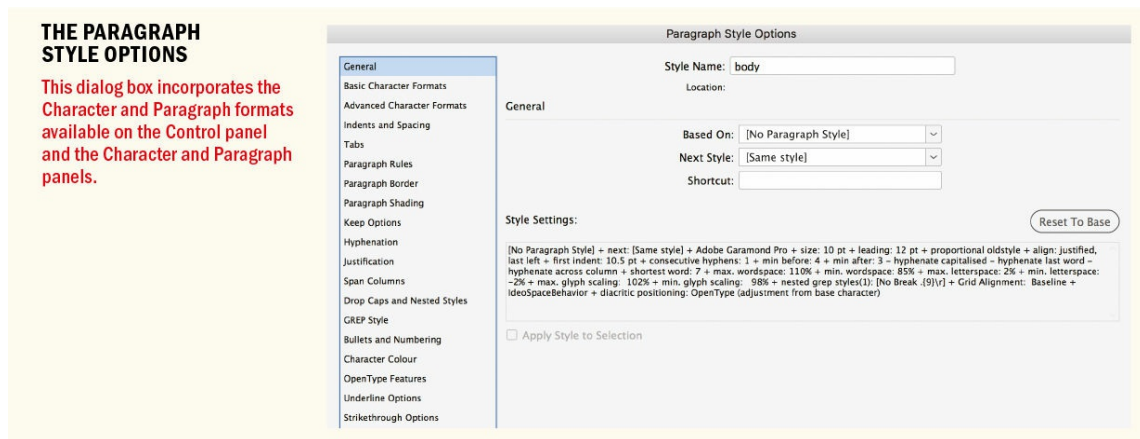 THE PARAGRAPH
STYLE OPTIONS
This dialog box incorporates the
Character and Paragraph formats
available on the Control panel
and the Character and Paragraph
panels.
Paragraph Style Options
General
Basic Character Formats
Advanced Character Formats
Indents and Spacing
Tabs
Paragraph Rules
Paragraph Border
Paragraph Shading
Keep Options
Hyphenation
Justification
Span Columns
Drop Caps and Nested Styles
GREP Style
Bullets and Numbering
Character Colour
OpenType Features
Underline Options
Strikethrough Options
Style Name: body
Location:
General
Based On: [No Paragraph Style]
Next Style: [Same style]
Shortcut:
Style Settings:
Reset To Base
[No Paragraph Style] + next: [Same style] + Adobe Garamond Pro + size: 10 pt + leading: 12 pt + proportional oldstyle + align: justified,
last left + first indent: 10.5 pt + consecutive hyphens: 1 + min before: 4 + min after: 3 - hyphenate capitalised - hyphenate last word -
hyphenate across column + shortest word: 7 + max. wordspace: 110% + min. wordspace: 85% + max. letterspace: 2% + min. letterspace:
-2% + max. glyph scaling: 102% + min. glyph scaling: 98% + nested grep styles(1): [No Break .{9}\r] + Grid Alignment: Baseline +
IdeoSpaceBehavior + diacritic positioning: OpenType (adjustment from base character)
Apply Style to Selection